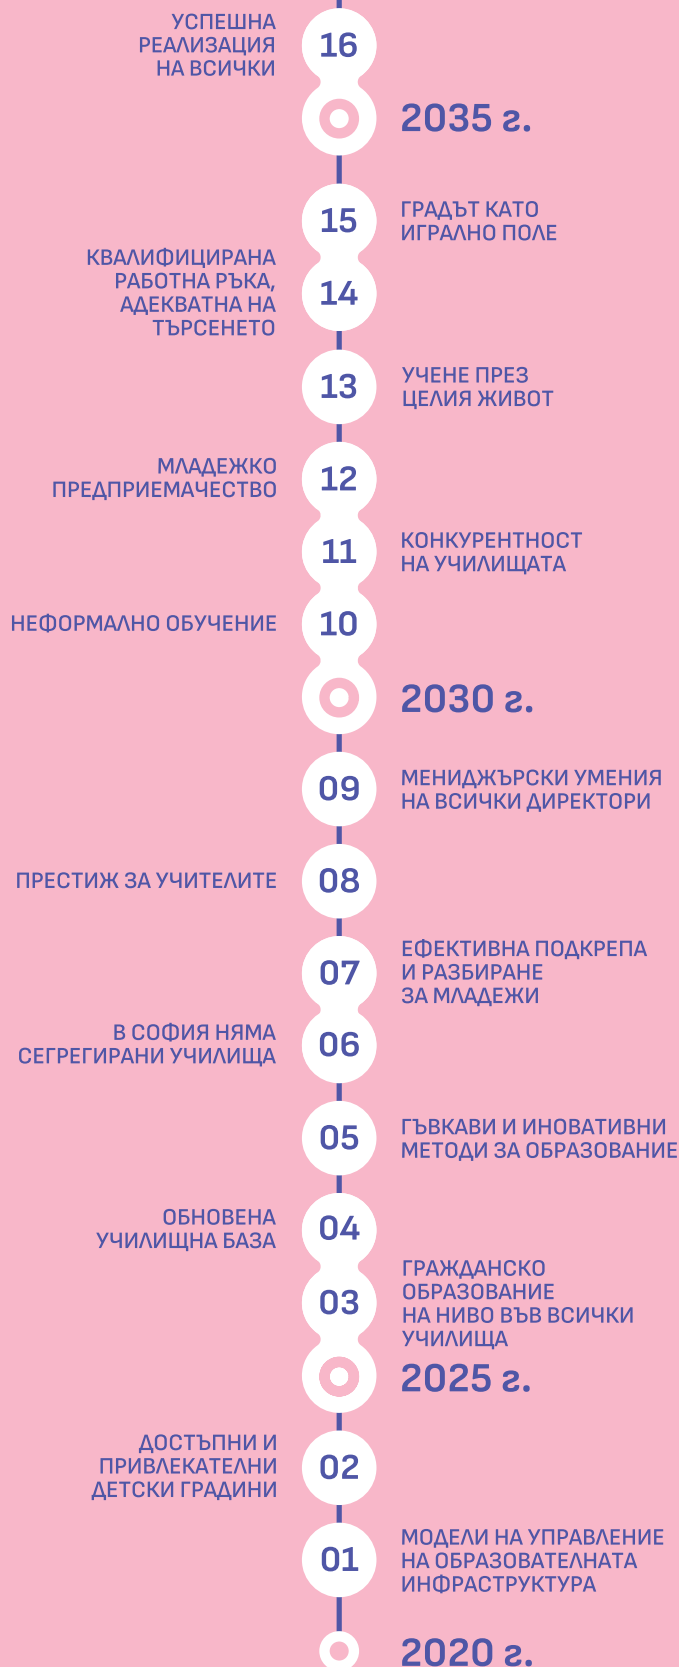 УСПЕШНА
РЕАЛИЗАЦИЯ
НА ВСИЧКИ
16
2035 г.
15
ГРАДЪТ КАТО
ИГРАЛНО ПОЛЕ
КВАЛИФИЦИРАНА
РАБОТНА РЪКА,
АДЕКВАТНА НА
ТЪРСЕНЕТО
14
13
УЧЕНЕ ПРЕЗ
ЦЕЛИЯ ЖИВОТ
МЛАДЕЖКО
ПРЕДПРИЕМАЧЕСТВО
12
11
КОНКУРЕНТНОСТ
НА УЧИЛИЩАТА
НЕФОРМАЛНО ОБУЧЕНИЕ
10
2030 г.
09
МЕНИДЖЪРСКИ УМЕНИЯ
НА ВСИЧКИ ДИРЕКТОРИ
ПРЕСТИЖ ЗА УЧИТЕЛИТЕ
08
07
ЕФЕКТИВНА ПОДКРЕПА
И РАЗБИРАНЕ
ЗА МЛАДЕЖИ
В СОФИЯ НЯМА
СЕГРЕГИРАНИ УЧИЛИЩА
06
05
ГЪВКАВИ И ИНОВАТИВНИ
МЕТОДИ ЗА ОБРАЗОВАНИЕ
ОБНОВЕНА
УЧИЛИЩНА БАЗА
04
03
ГРАЖДАНСКО
ОБРАЗОВАНИЕ
НА НИВО ВЪВ ВСИЧКИ
УЧИЛИЩА
2025 г.
ДОСТЪПНИ И
ПРИВЛЕКАТЕЛНИ
ДЕТСКИ ГРАДИНИ
02
01
МОДЕЛИ НА УПРАВЛЕНИЕ
НА ОБРАЗОВАТЕЛНАТА
ИНФРАСТРУКТУРА
2020 г.